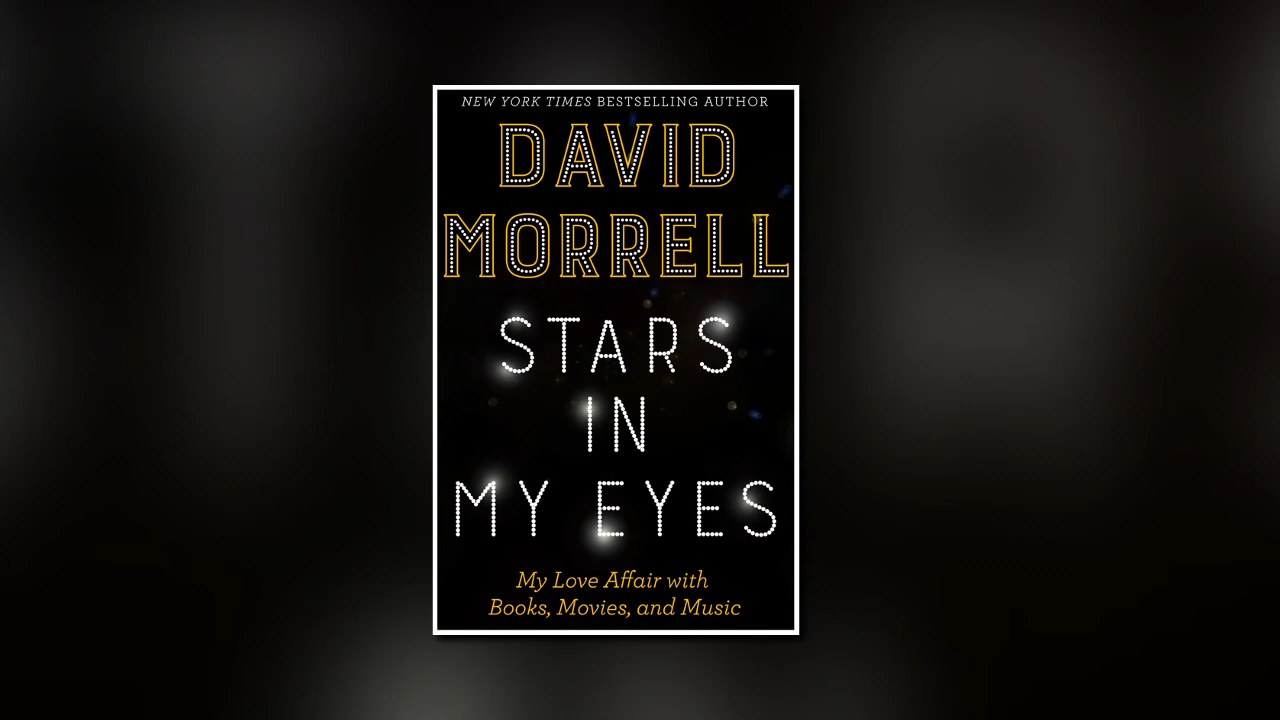 NEW YORK TIMES BESTSELLING AUTHOR
DAVID
MORRELL
STARS
IN
MY EYES
My Love Affair with
Books, Movies, and Music